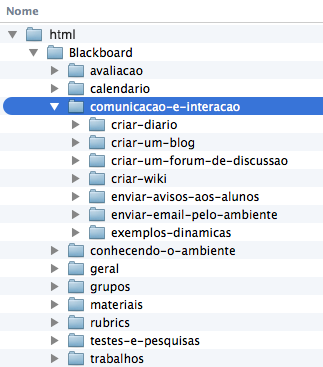 Nome
html
Blackboard
avaliacao
calendario
comunicacao-e-interacao
criar-diario
criar-um-blog
criar-um-forum-de-discussao
criar-wiki
enviar-avisos-aos-alunos
enviar-email-pelo-ambiente
exemplos-dinamicas
conhecendo-o-ambiente
geral
grupos
materiais
rubrics
testes-e-pesquisas
trabalhos